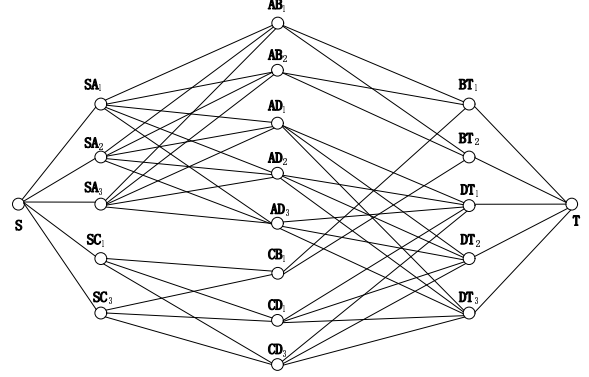 AB₁
AB₂
SA₁
BT₁
AD₁
SA₂
BT₂
AD₂
SA₃
DT₁
AD₃
S
T
SC₁
DT₂
CB₁
SC₃
CD₁
DT₃
CD₃